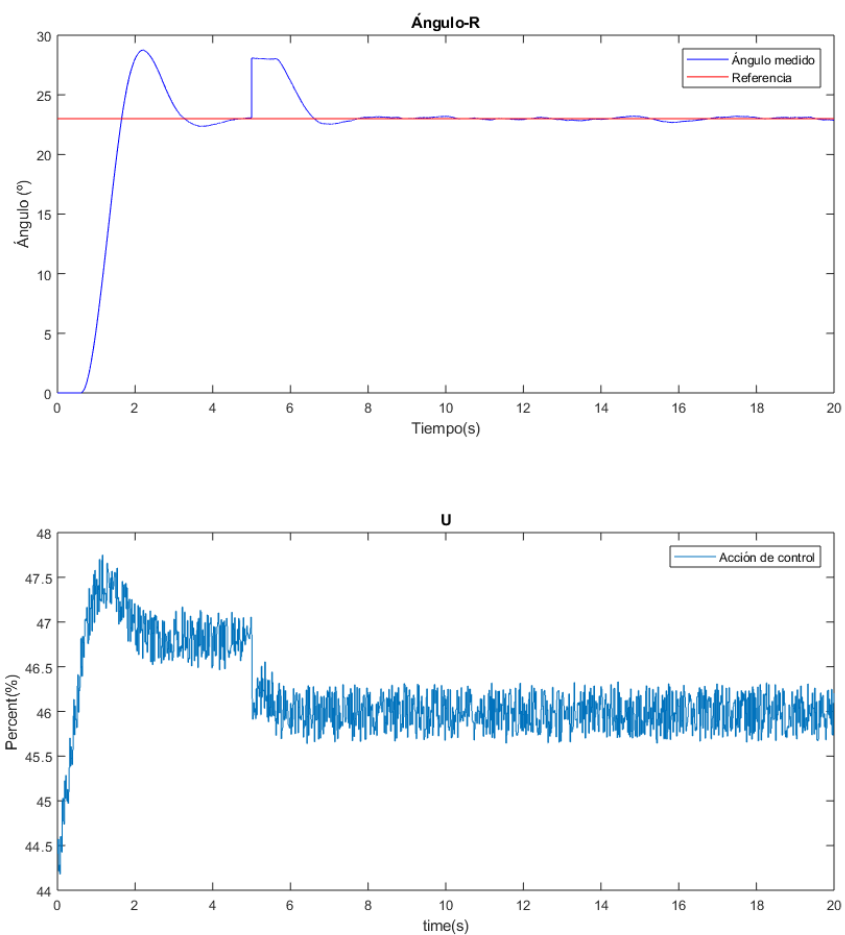 Ángulo-R
30
25
20
15
10
5
0
Ángulo (º)
Ángulo medido
Referencia
0 2 4 6 8 10 12 14 16 18 20
Tiempo(s)
U
48
47.5
47
46.5
46
45.5
45
44.5
44
Percent(%)
Acción de control
0 2 4 6 8 10 12 14 16 18 20
time(s)